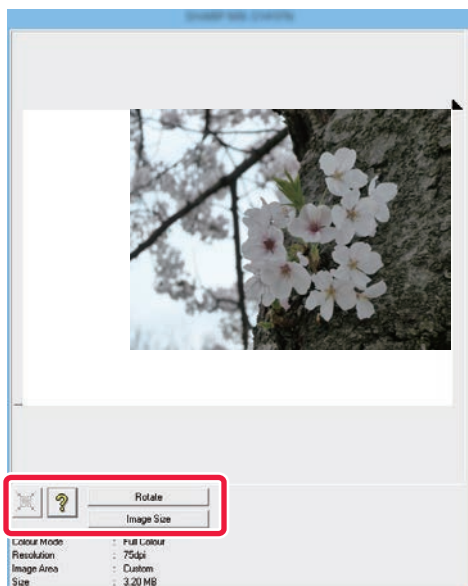 ?
Rotate
Image Size
Colour Mode : Full Colour
Resolution : 75dpi
Image Area : Custom
Size : 3.20 MB